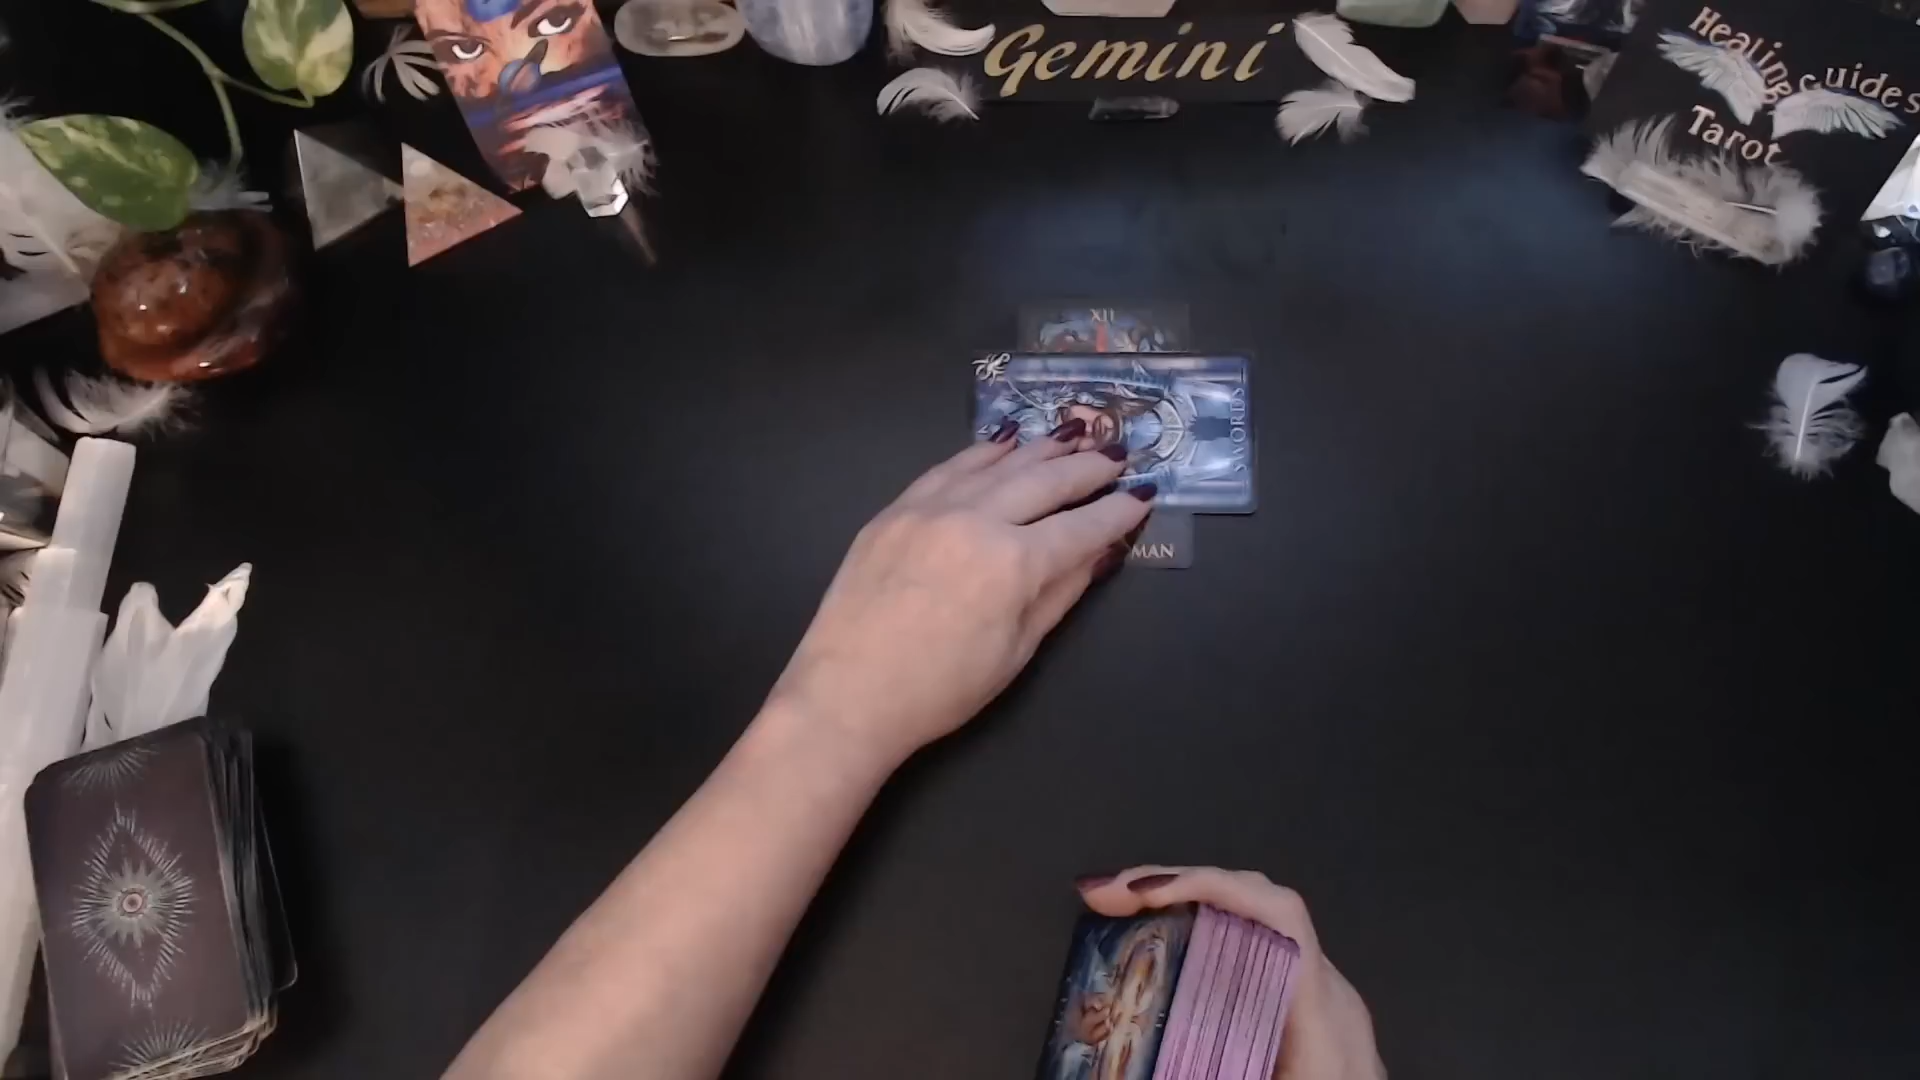 Gemini
Healing Guides
Tarot
XII
SWORDS
MAN